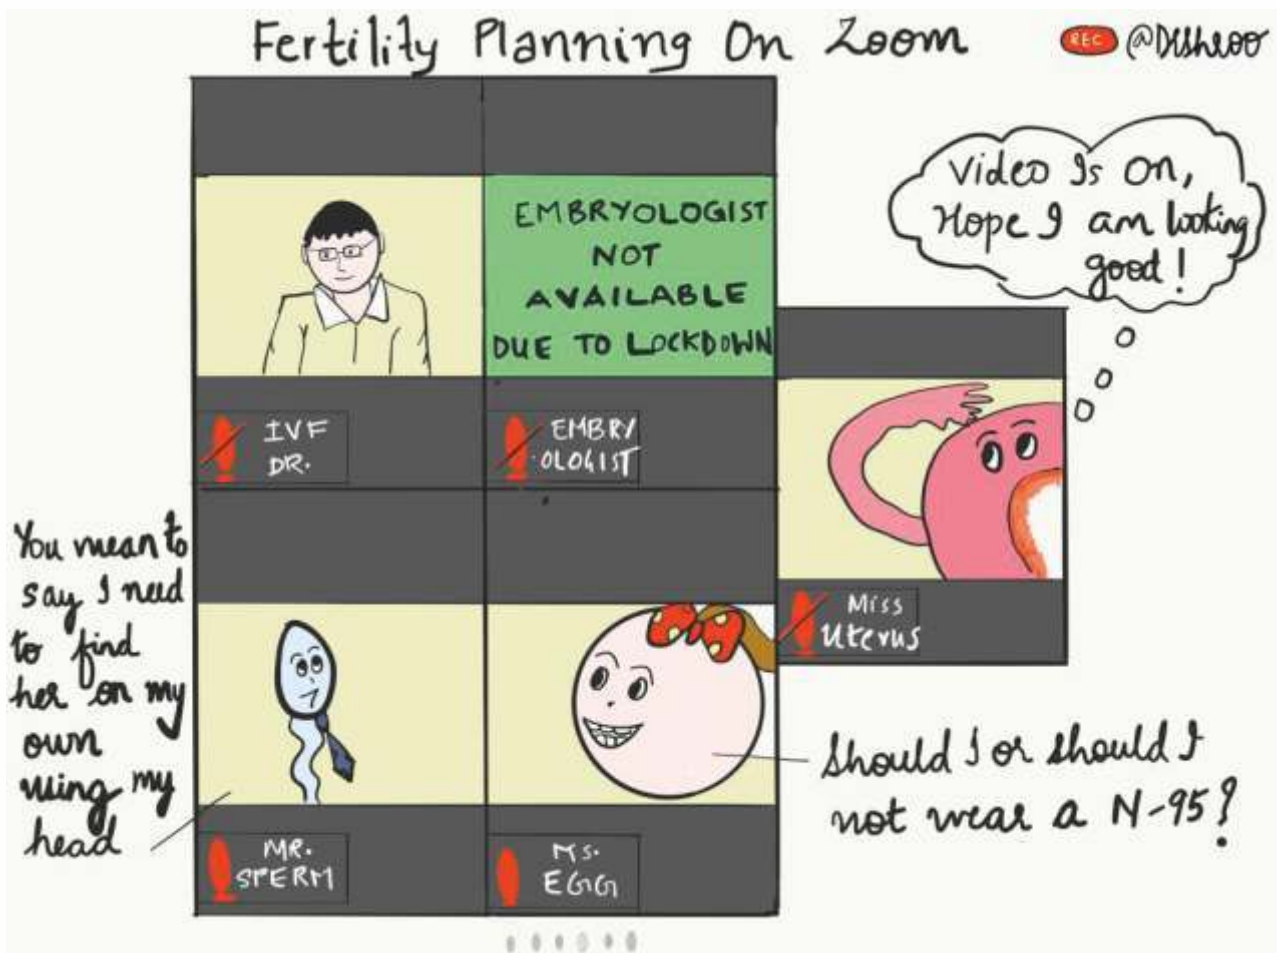 Fertility Planning On Zoom
REC @Disheoo
Video Is on,
Hope I am looking
good!
EMBRYOLOGIST
NOT
AVAILABLE
DUE TO LOCKDOWN
IVF
DR.
EMBRY
OLOGIST
Miss
Uterus
You mean to
say I need
to find
her on my
own
using my
head
MR.
SPERM
MS.
EGG
Should I or should I
not wear a N-95?